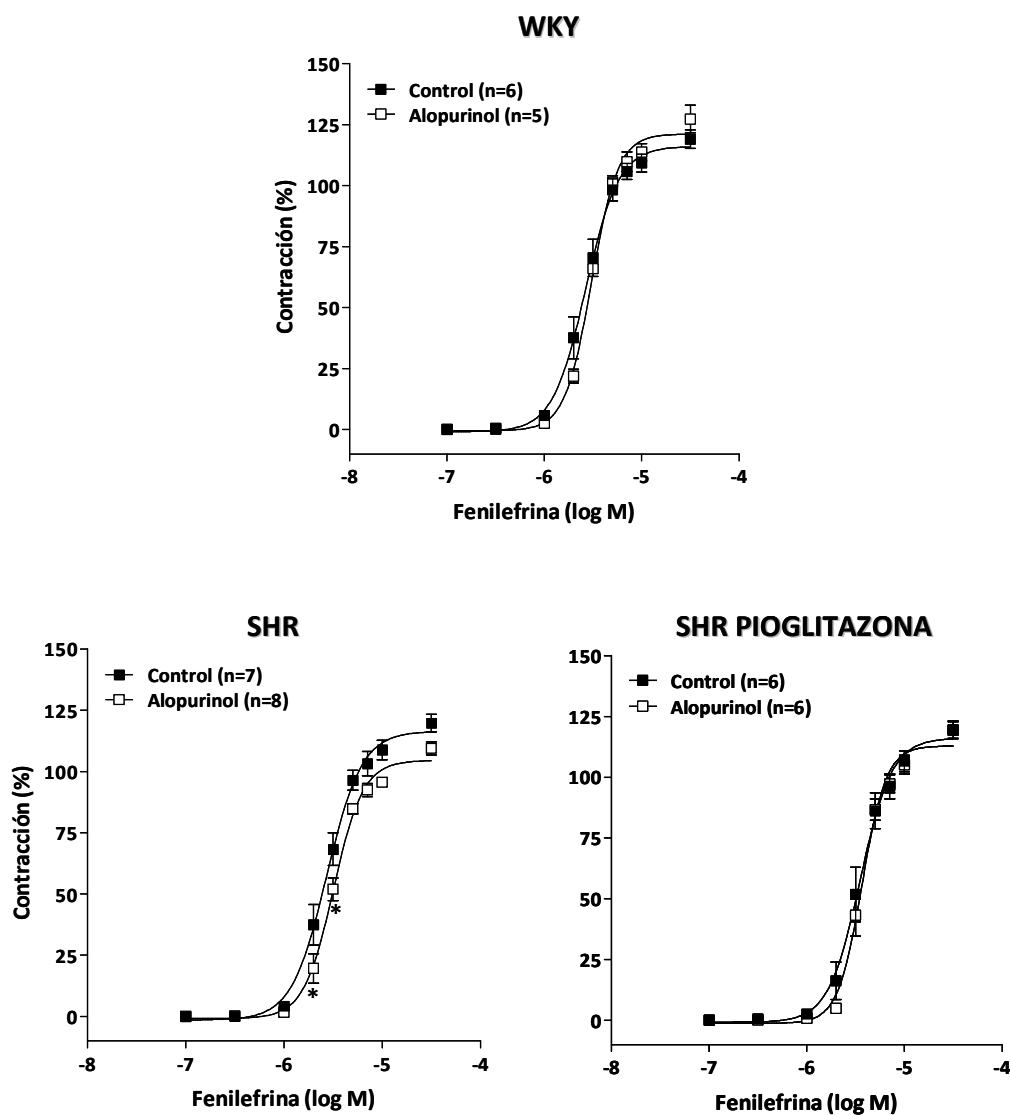 WKY
150
125
100
75
50
25
0
Control (n=6)
Alopurinol (n=5)
Contracción (%)
-8 -7 -6 -5 -4
Fenilefrina (log M)
SHR
150
125
100
75
50
25
0
Control (n=7)
Alopurinol (n=8)
*
*
Contracción (%)
-8 -7 -6 -5 -4
Fenilefrina (log M)
SHR PIOGLITAZONA
150
125
100
75
50
25
0
Control (n=6)
Alopurinol (n=6)
-8 -7 -6 -5 -4
Fenilefrina (log M)